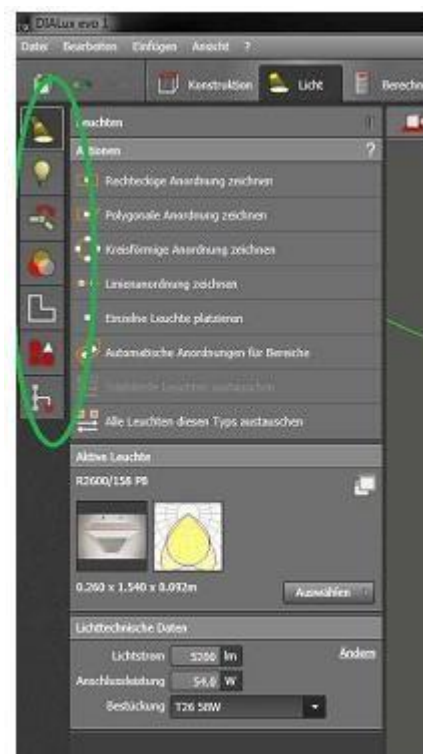 DIALux evo 1
Datei Bearbeiten Einfügen Ansicht ?
Konstruktion Licht
Leuchten
Aktionen ?
Rechteckige Anordnung zeichnen
Polygonale Anordnung zeichnen
Kreisförmige Anordnung zeichnen
Linienanordnung zeichnen
Einzelne Leuchte platzieren
Automatische Anordnungen für Bereiche
Alle Leuchten diesen Typs austauschen
Aktive Leuchte
R2600/158 PB
0.260 x 1.540 x 0.092m
Auswählen
Lichttechnische Daten
Lichtstrom 5200 lm Ändern
Anschlussleistung 54.0 W
Bestückung T26 58W